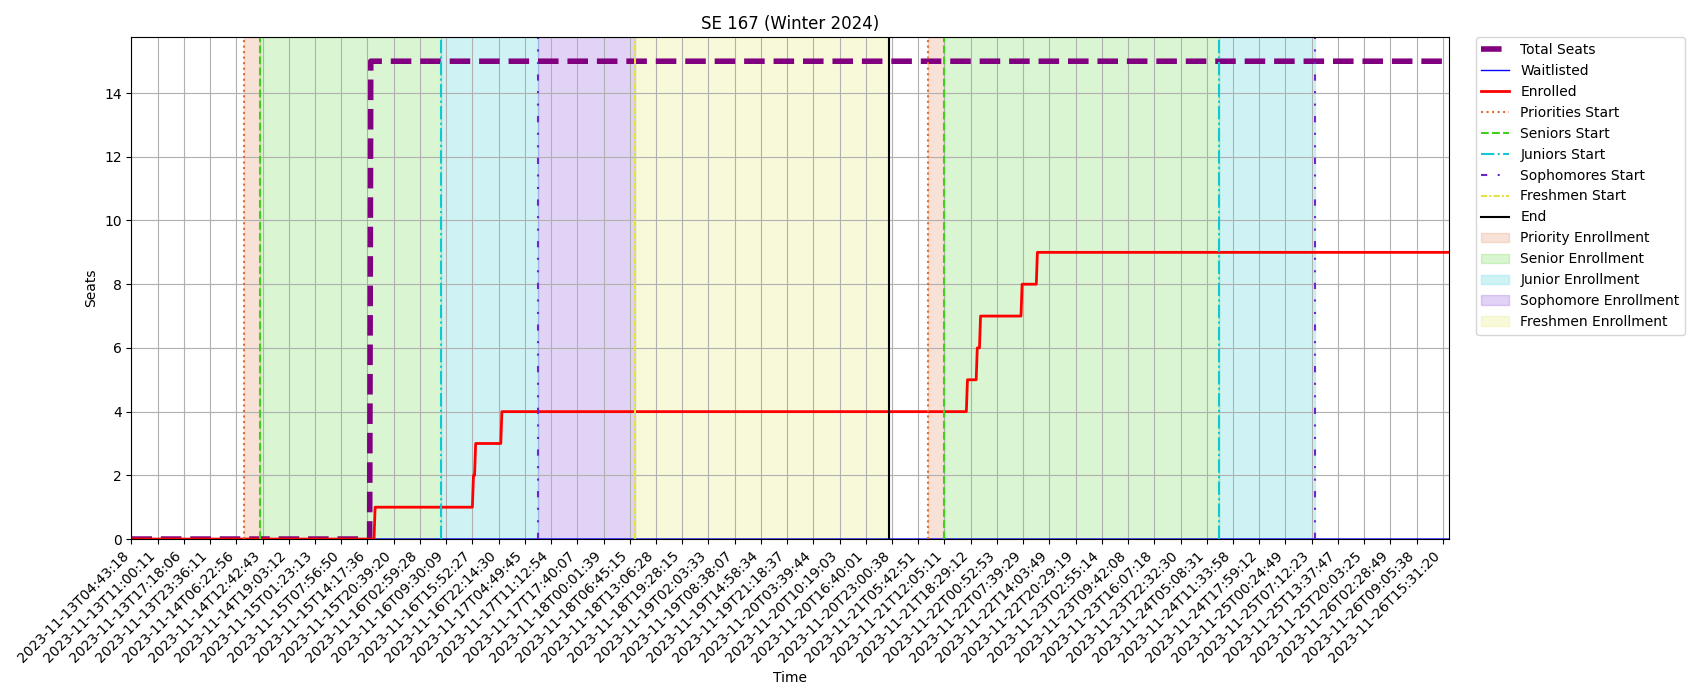 SE 167 (Winter 2024)
Seats
14
12
10
8
6
4
2
0
2023-11-13T04:43:18
2023-11-13T11:00:11
2023-11-13T17:18:06
2023-11-13T23:36:11
2023-11-14T06:22:56
2023-11-14T12:42:43
2023-11-14T19:03:12
2023-11-15T01:23:13
2023-11-15T07:56:50
2023-11-15T14:17:36
2023-11-15T20:39:20
2023-11-16T02:59:28
2023-11-16T09:30:09
2023-11-16T15:52:27
2023-11-16T22:14:30
2023-11-17T04:49:45
2023-11-17T11:12:54
2023-11-17T17:40:07
2023-11-18T00:01:39
2023-11-18T06:45:15
2023-11-18T13:06:28
2023-11-18T19:28:15
2023-11-19T02:03:33
2023-11-19T08:38:07
2023-11-19T14:58:34
2023-11-19T21:18:37
2023-11-20T03:39:44
2023-11-20T10:19:03
2023-11-20T16:40:01
2023-11-20T23:00:38
2023-11-21T05:42:51
2023-11-21T12:05:11
2023-11-21T18:29:12
2023-11-22T00:52:53
2023-11-22T07:39:29
2023-11-22T14:03:49
2023-11-22T20:29:19
2023-11-23T02:55:14
2023-11-23T09:42:08
2023-11-23T16:07:18
2023-11-23T22:32:30
2023-11-24T05:08:31
2023-11-24T11:33:58
2023-11-24T17:59:12
2023-11-25T00:24:49
2023-11-25T07:12:23
2023-11-25T13:37:47
2023-11-25T20:03:25
2023-11-26T02:28:49
2023-11-26T09:05:38
2023-11-26T15:31:20
Time
Total Seats
Waitlisted
Enrolled
Priorities Start
Seniors Start
Juniors Start
Sophomores Start
Freshmen Start
End
Priority Enrollment
Senior Enrollment
Junior Enrollment
Sophomore Enrollment
Freshmen Enrollment